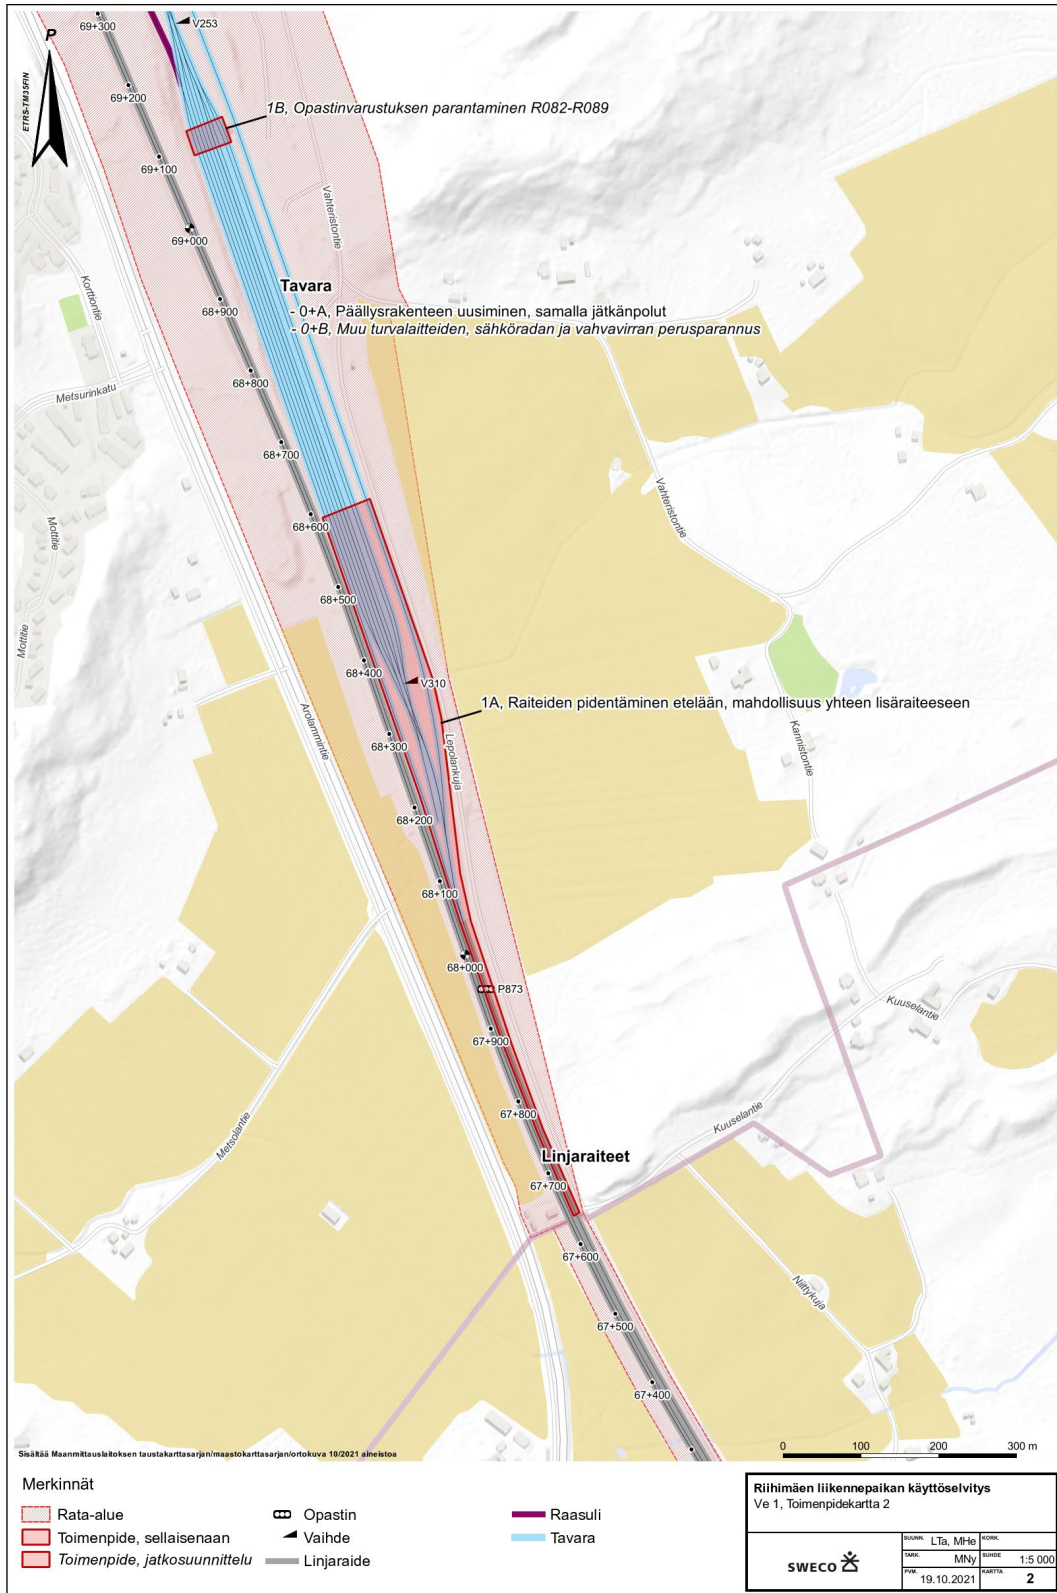 69+300
V253
P
ETRS-TM35FIN
69+200
1B, Opastinvarustuksen parantaminen R082-R089
69+100
Vahteristontie
69+000
Korttiontie
Tavara
68+900
- 0+A, Päällysrakenteen uusiminen, samalla jätkänpolut
- 0+B, Muu turvalaitteiden, sähköradan ja vahvavirran perusparannus
68+800
Metsurinkatu
68+700
Vahteristontie
68+600
Mottitie
68+500
Mottitie
68+400
V310
1A, Raiteiden pidentäminen etelään, mahdollisuus yhteen lisäraiteeseen
Arolammintie
68+300
Lepolankuja
Kannistontie
68+200
68+100
68+000
P873
Kuuselantie
67+900
67+800
Kuuselantie
Metsolantie
Linjaraiteet
67+700
67+600
Niittykuja
67+500
67+400
Sisältää Maanmittauslaitoksen taustakarttasarjan/maastokarttasarjan/ortokuva 10/2021 aineistoa
0 100 200 300 m
Merkinnät
Rata-alue
Toimenpide, sellaisenaan
Toimenpide, jatkosuunnittelu
Opastin
Vaihde
Linjaraide
Raasuli
Tavara
Riihimäen liikennepaikan käyttöselvitys
Ve 1, Toimenpidekartta 2
SWECO
SUUNN. LTa, MHe KORK.
TARK. MNy SUHDE 1:5 000
PVM. 19.10.2021 KARTTA 2